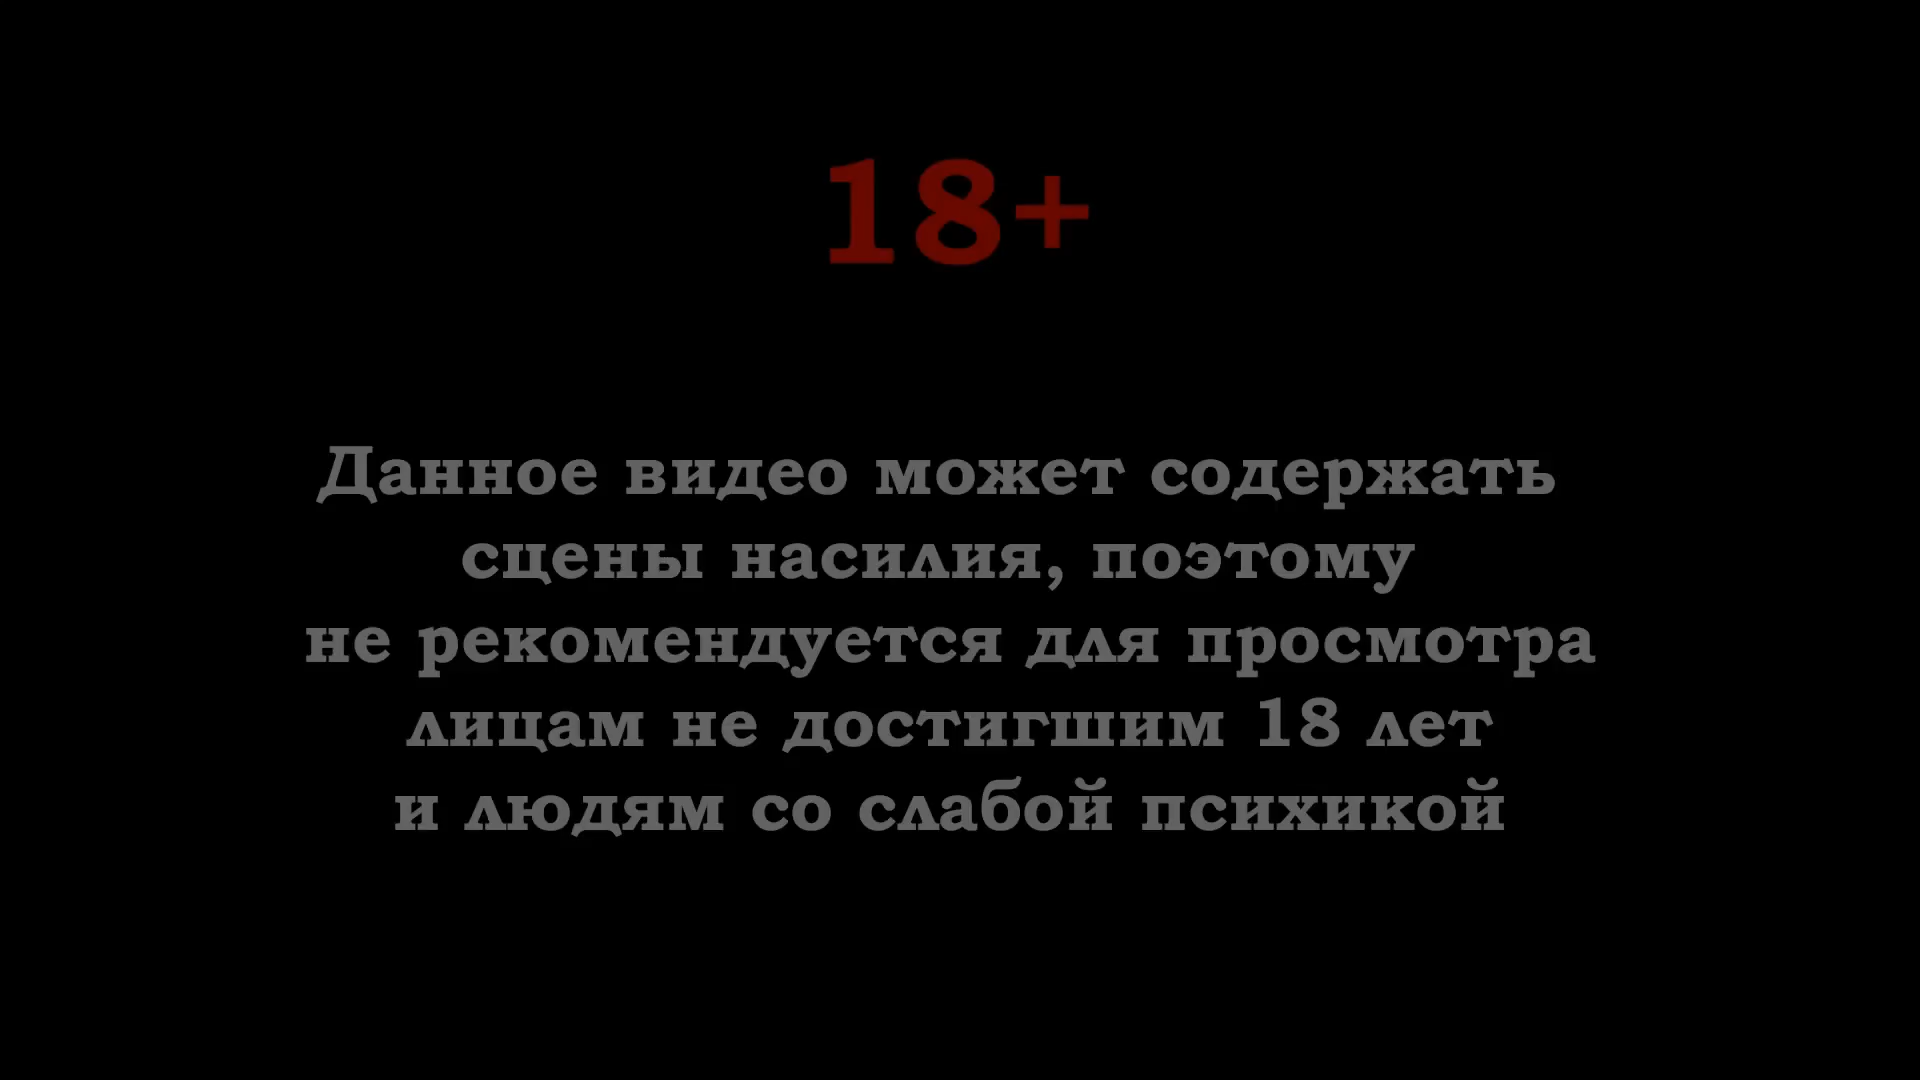 18+
Данное видео может содержать
сцены насилия, поэтому
не рекомендуется для просмотра
лицам не достигшим 18 лет
и людям со слабой психикой